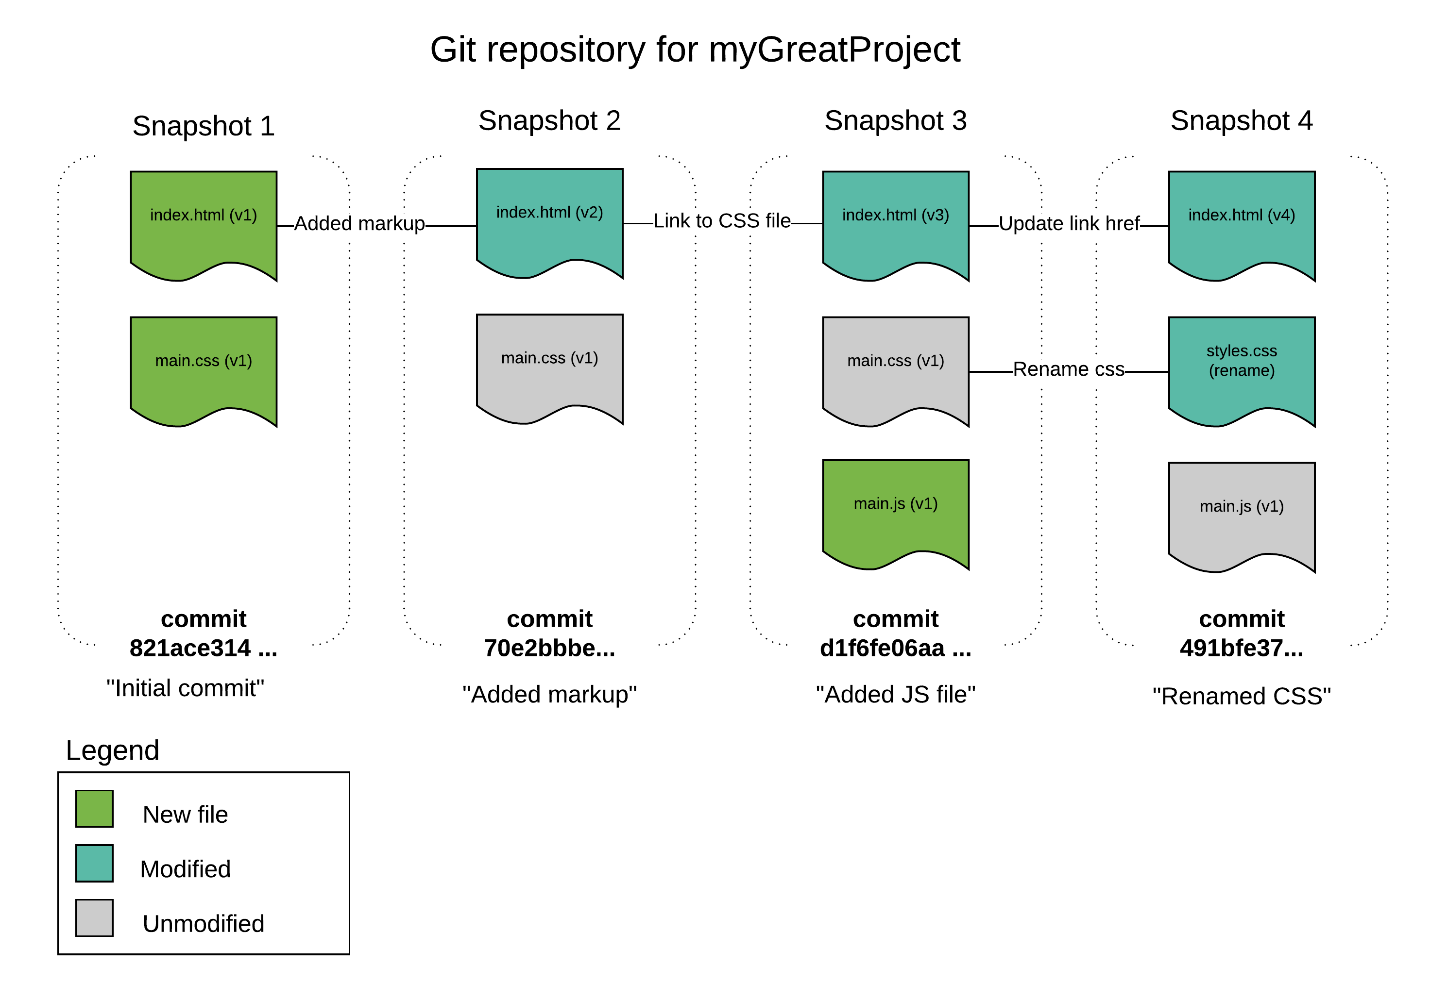 Git repository for myGreatProject
Snapshot 1
Snapshot 2
Snapshot 3
Snapshot 4
index.html (v1)
Added markup
index.html (v2)
Link to CSS file
index.html (v3)
Update link href
index.html (v4)
main.css (v1)
main.css (v1)
main.css (v1)
Rename css
styles.css
(rename)
main.js (v1)
main.js (v1)
commit
821ace314 ...
"Initial commit"
commit
70e2bbbe...
"Added markup"
commit
d1f6fe06aa ...
"Added JS file"
commit
491bfe37...
"Renamed CSS"
Legend
New file
Modified
Unmodified